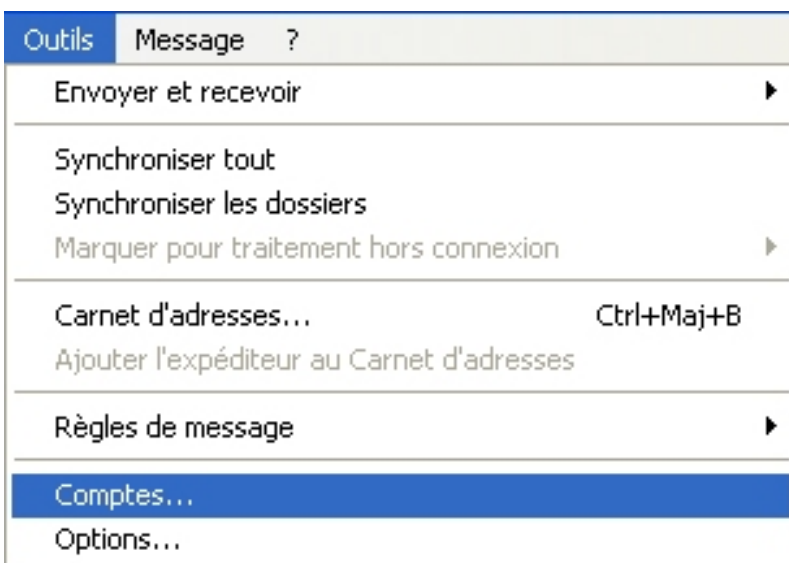 Outils Message ?
Envoyer et recevoir
Synchroniser tout
Synchroniser les dossiers
Marquer pour traitement hors connexion
Carnet d'adresses... Ctrl+Maj+B
Ajouter l'expéditeur au Carnet d'adresses
Règles de message
Comptes...
Options...